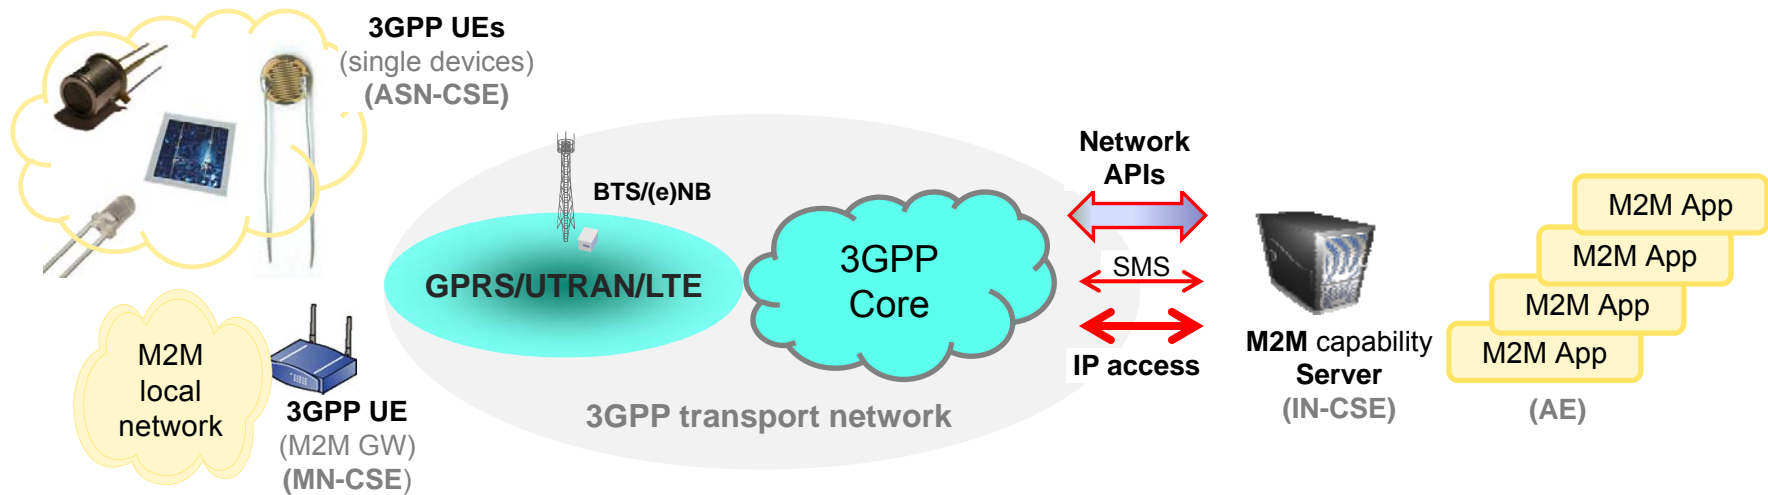 3GPP UEs
(single devices)
(ASN-CSE)
M2M
local
network
3GPP UE
(M2M GW)
(MN-CSE)
BTS/(e)NB
GPRS/UTRAN/LTE
3GPP
Core
3GPP transport network
Network
APIs
SMS
IP access
M2M capability
Server
(IN-CSE)
M2M App
M2M App
M2M App
M2M App
(AE)